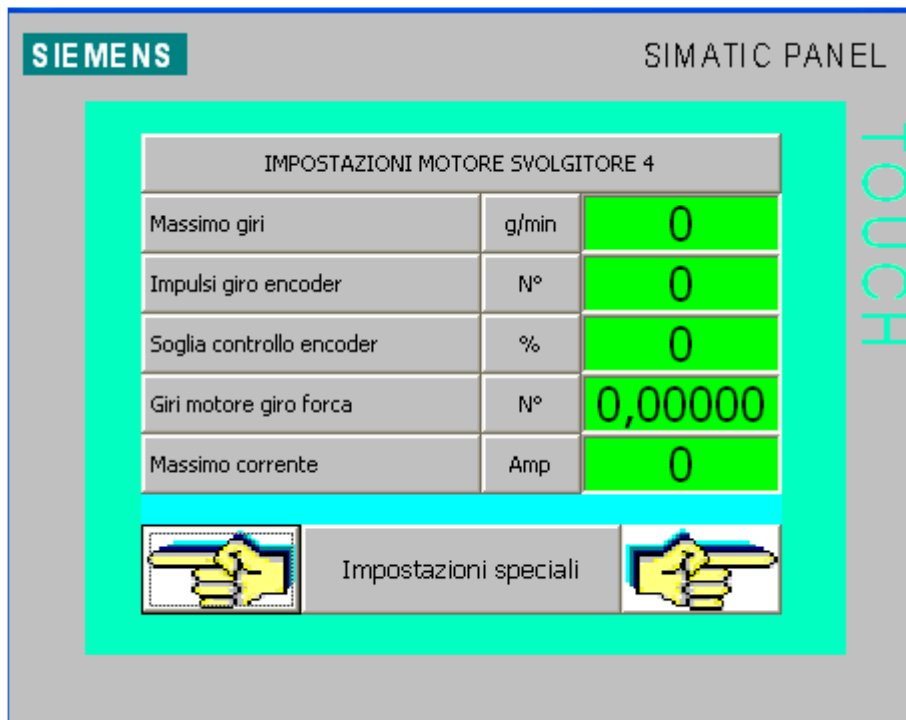 SIEMENS
SIMATIC PANEL
TOUCH
IMPOSTAZIONI MOTORE SVOLGITORE 4
Massimo giri g/min 0
Impulsi giro encoder N° 0
Soglia controllo encoder % 0
Giri motore giro forca N° 0,00000
Massimo corrente Amp 0
Impostazioni speciali